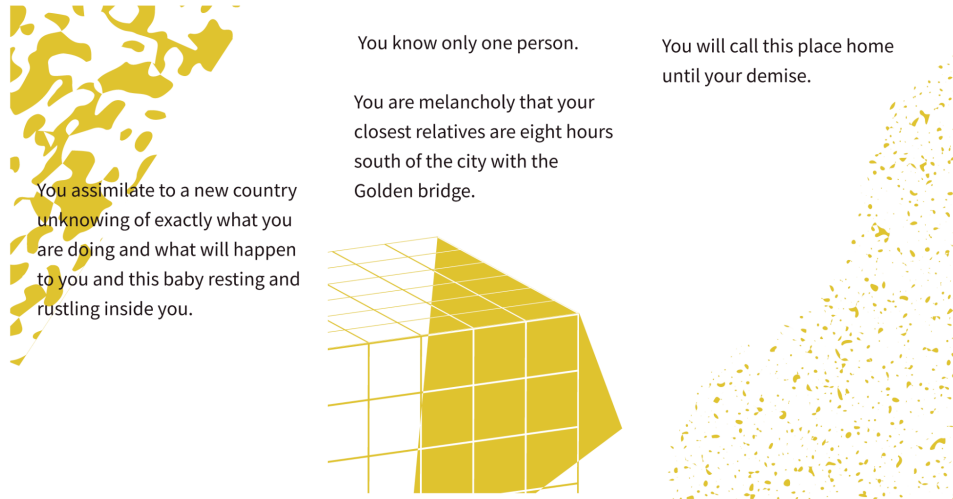 You assimilate to a new country
unknowing of exactly what you
are doing and what will happen
to you and this baby resting and
rustling inside you.
You know only one person.
You are melancholy that your
closest relatives are eight hours
south of the city with the
Golden bridge.
You will call this place home
until your demise.